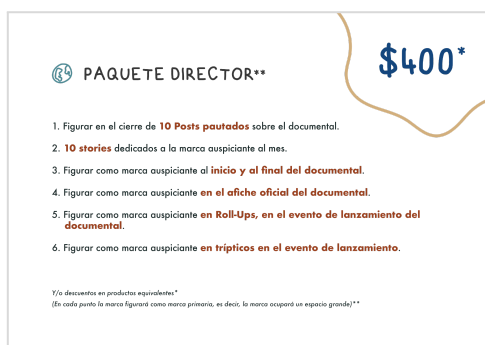 $400*
PAQUETE DIRECTOR**
1. Figurar en el cierre de 10 Posts pautados sobre el documental.
2. 10 stories dedicados a la marca auspiciante al mes.
3. Figurar como marca auspiciante al inicio y al final del documental.
4. Figurar como marca auspiciante en el afiche oficial del documental.
5. Figurar como marca auspiciante en Roll-Ups, en el evento de lanzamiento del
documental.
6. Figurar como marca auspiciante en trípticos en el evento de lanzamiento.
Y/o descuentos en productos equivalentes*
(En cada punto la marca figurará como marca primaria, es decir, la marca ocupará un espacio grande)**